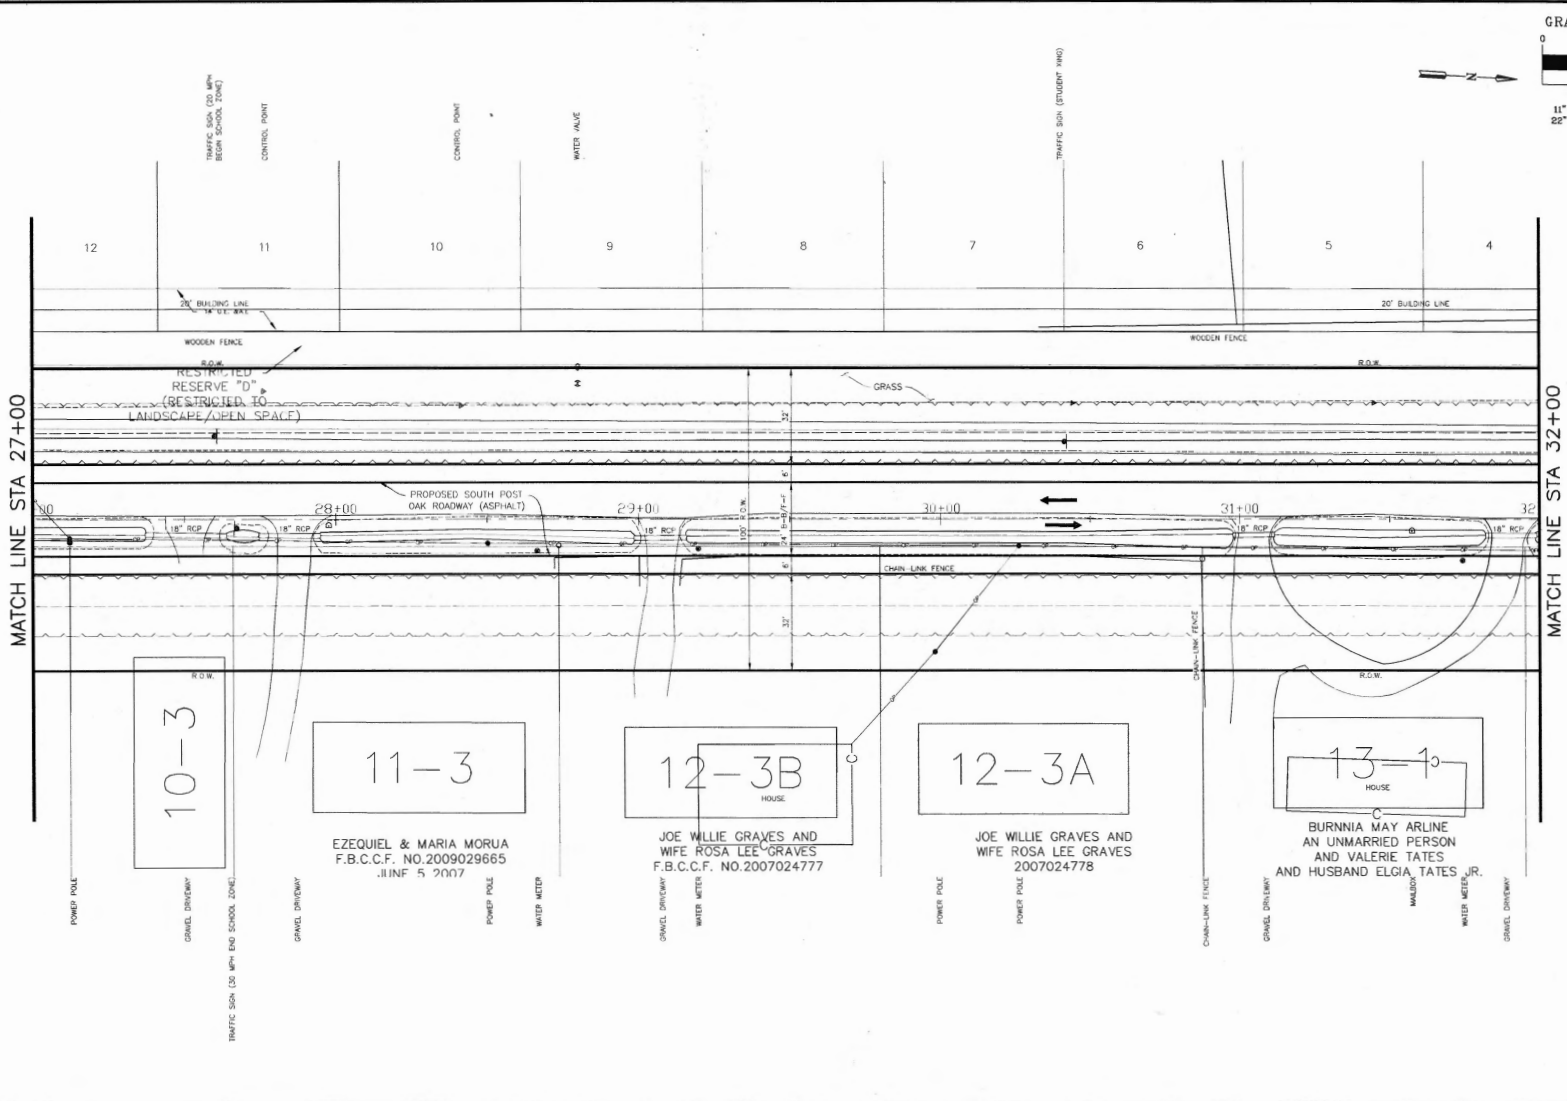 GRA
0
N
11"
22"
TRAFFIC SIGN (20 MPH
BEGIN SCHOOL ZONE)
CONTROL POINT
CONTROL POINT
WATER VALVE
TRAFFIC SIGN (STUDENT XING)
12
11
10
9
8
7
6
5
4
20' BUILDING LINE
20' BUILDING LINE
WOODEN FENCE
WOODEN FENCE
R.O.W.
R.O.W.
RESTRICTED
RESERVE "D"
(RESTRICTED TO
LANDSCAPE/OPEN SPACE)
GRASS
MATCH LINE STA 27+00
MATCH LINE STA 32+00
32'
6'
100' R.O.W.
24' B-B/F-F
6'
32'
PROPOSED SOUTH POST
OAK ROADWAY (ASPHALT)
00
28+00
29+00
30+00
31+00
32
18" RCP
18" RCP
18" RCP
18" RCP
18" RCP
CHAIN-LINK FENCE
CHAIN-LINK FENCE
R.O.W.
R.O.W.
10-3
11-3
12-3B
HOUSE
12-3A
13-1
HOUSE
EZEQUIEL & MARIA MORUA
F.B.C.C.F. NO.2009029665
JUNE 5, 2007
JOE WILLIE GRAVES AND
WIFE ROSA LEE GRAVES
F.B.C.C.F. NO.2007024777
JOE WILLIE GRAVES AND
WIFE ROSA LEE GRAVES
2007024778
BURNNIA MAY ARLINE
AN UNMARRIED PERSON
AND VALERIE TATES
AND HUSBAND ELGIA TATES JR.
POWER POLE
GRAVEL DRIVEWAY
TRAFFIC SIGN (30 MPH END SCHOOL ZONE)
GRAVEL DRIVEWAY
POWER POLE
WATER METER
GRAVEL DRIVEWAY
WATER METER
POWER POLE
POWER POLE
CHAIN-LINK FENCE
GRAVEL DRIVEWAY
MAILBOX
WATER METER
GRAVEL DRIVEWAY